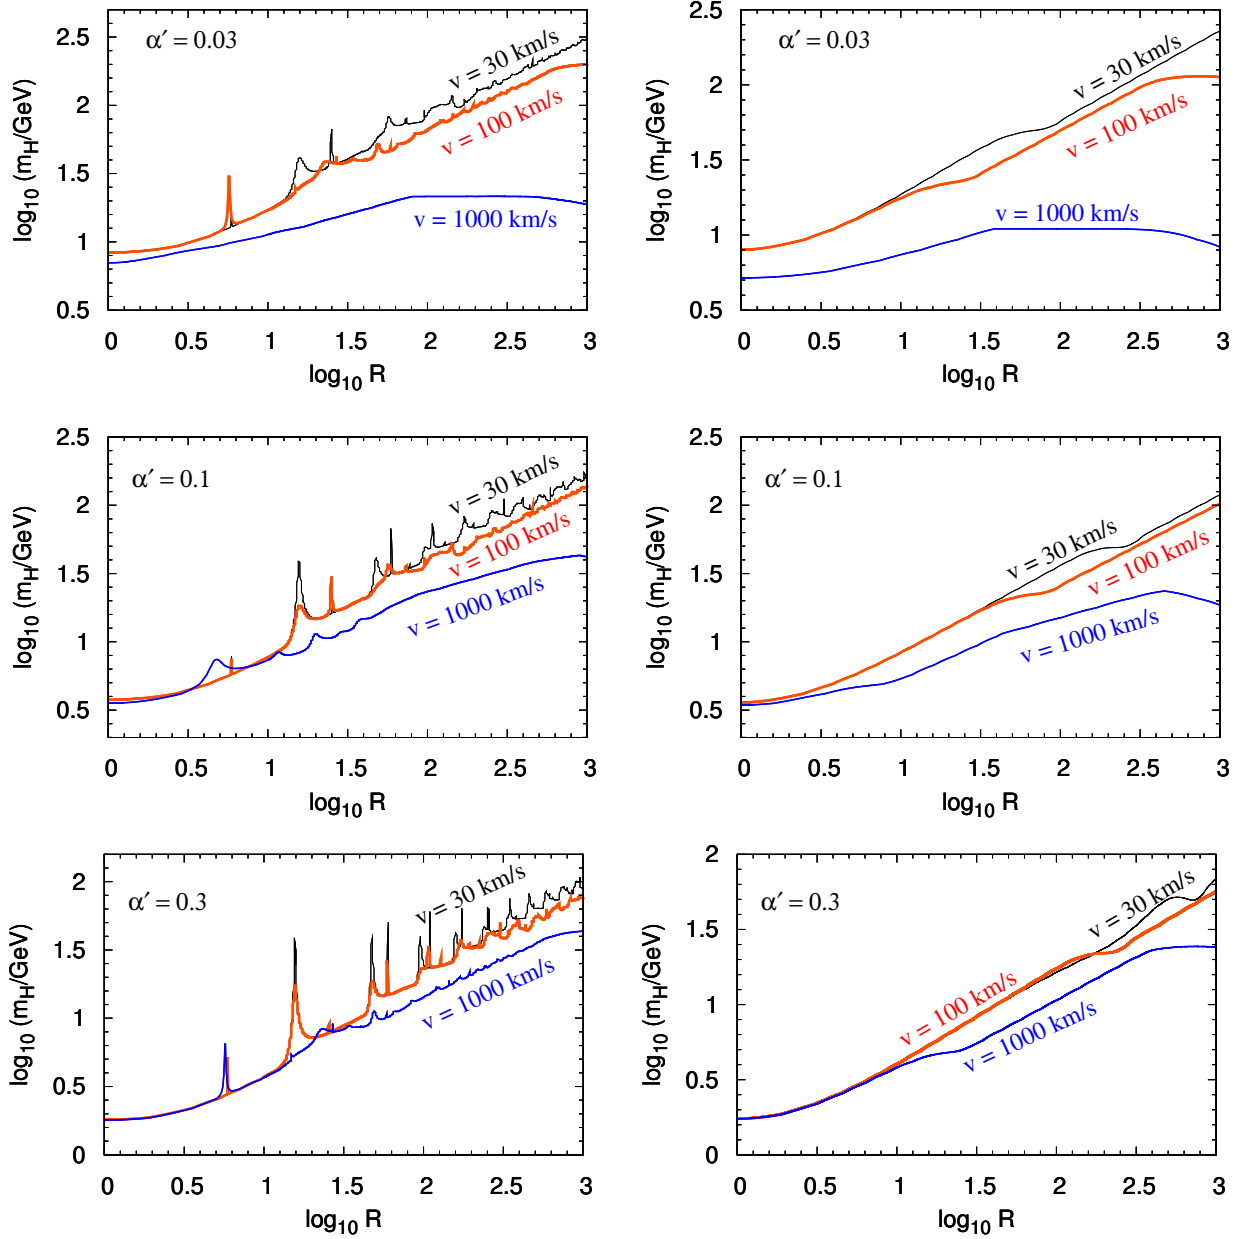 α′ = 0.03
v = 30 km/s
v = 100 km/s
v = 1000 km/s
log10 (mH/GeV)
2.5
2
1.5
1
0.5
0 0.5 1 1.5 2 2.5 3
log10 R
α′ = 0.03
v = 30 km/s
v = 100 km/s
v = 1000 km/s
log10 (mH/GeV)
2.5
2
1.5
1
0.5
0 0.5 1 1.5 2 2.5 3
log10 R
α′ = 0.1
v = 30 km/s
v = 100 km/s
v = 1000 km/s
log10 (mH/GeV)
2.5
2
1.5
1
0.5
0 0.5 1 1.5 2 2.5 3
log10 R
α′ = 0.1
v = 30 km/s
v = 100 km/s
v = 1000 km/s
log10 (mH/GeV)
2.5
2
1.5
1
0.5
0 0.5 1 1.5 2 2.5 3
log10 R
α′ = 0.3
v = 30 km/s
v = 100 km/s
v = 1000 km/s
log10 (mH/GeV)
2
1.5
1
0.5
0
0 0.5 1 1.5 2 2.5 3
log10 R
α′ = 0.3
v = 30 km/s
v = 100 km/s
v = 1000 km/s
log10 (mH/GeV)
2
1.5
1
0.5
0
0 0.5 1 1.5 2 2.5 3
log10 R